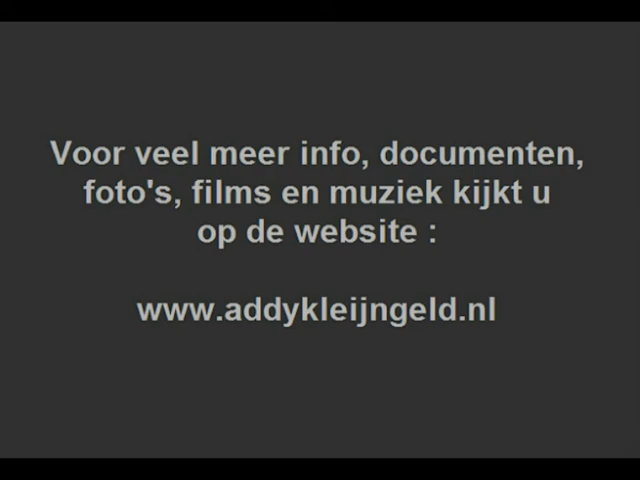 Voor veel meer info, documenten,
foto's, films en muziek kijkt u
op de website :
www.addykleijngeld.nl